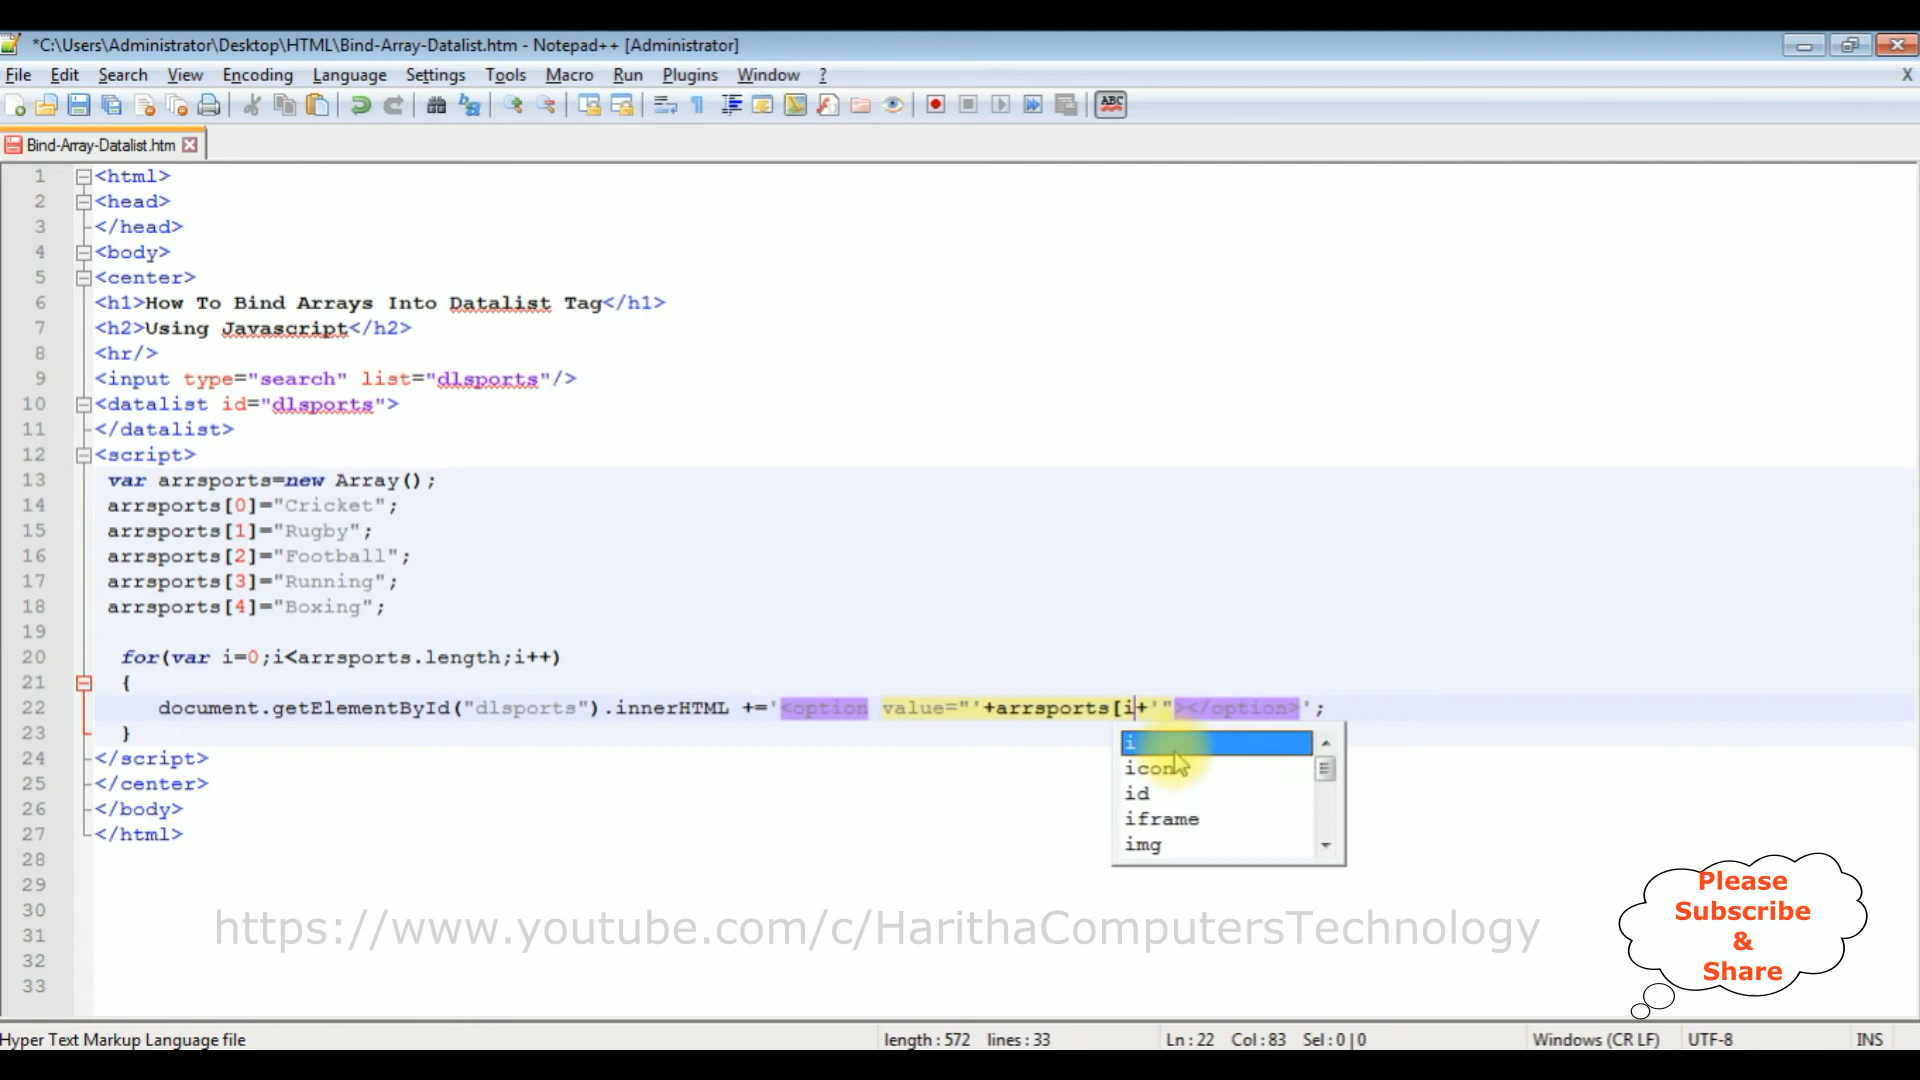 *C:\Users\Administrator\Desktop\HTML\Bind-Array-Datalist.htm - Notepad++ [Administrator]
File Edit Search View Encoding Language Settings Tools Macro Run Plugins Window ? X
ABC
Bind-Array-Datalist.htm
1 <html>
2 <head>
3 </head>
4 <body>
5 <center>
6 <h1>How To Bind Arrays Into Datalist Tag</h1>
7 <h2>Using Javascript</h2>
8 <hr/>
9 <input type="search" list="dlsports"/>
10 <datalist id="dlsports">
11 </datalist>
12 <script>
13 var arrsports=new Array();
14 arrsports[0]="Cricket";
15 arrsports[1]="Rugby";
16 arrsports[2]="Football";
17 arrsports[3]="Running";
18 arrsports[4]="Boxing";
19
20 for(var i=0;i<arrsports.length;i++)
21 {
22 document.getElementById("dlsports").innerHTML +='<option value="'+arrsports[i+'"></option>';
23 }
24 </script>
25 </center>
26 </body>
27 </html>
28
29
30
31
32
33
i
icon
id
iframe
img
https://www.youtube.com/c/HarithaComputersTechnology
Please
Subscribe
&
Share
Hyper Text Markup Language file length : 572 lines : 33 Ln : 22 Col : 83 Sel : 0 | 0 Windows (CR LF) UTF-8 INS